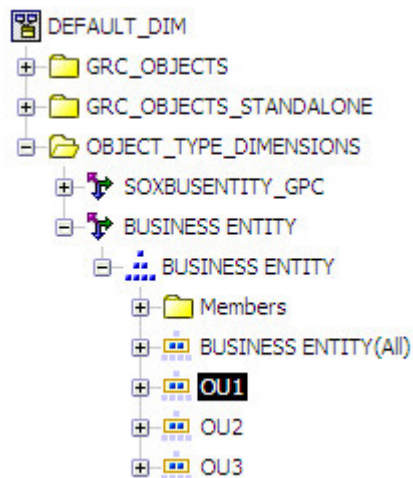 DEFAULT_DIM
GRC_OBJECTS
GRC_OBJECTS_STANDALONE
OBJECT_TYPE_DIMENSIONS
SOXBUSENTITY_GPC
BUSINESS ENTITY
BUSINESS ENTITY
Members
BUSINESS ENTITY(All)
OU1
OU2
OU3